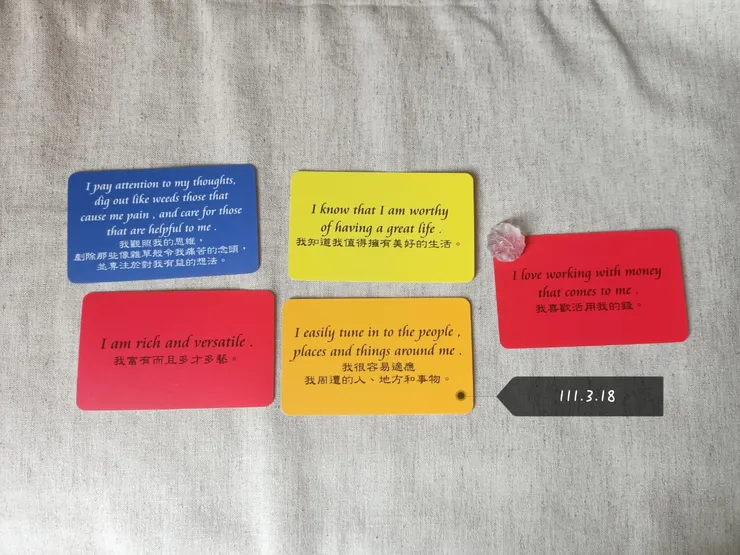 I pay attention to my thoughts,
dig out like weeds those that
cause me pain , and care for those
that are helpful to me .
我觀照我的思維，
剷除那些像雜草般令我痛苦的念頭，
並專注於對我有益的想法。
I know that I am worthy
of having a great life .
我知道我值得擁有美好的生活。
I am rich and versatile .
我富有而且多才多藝。
I easily tune in to the people ,
places and things around me .
我很容易適應
我周遭的人、地方和事物。
I love working with money
that comes to me .
我喜歡活用我的錢。
111.3.18